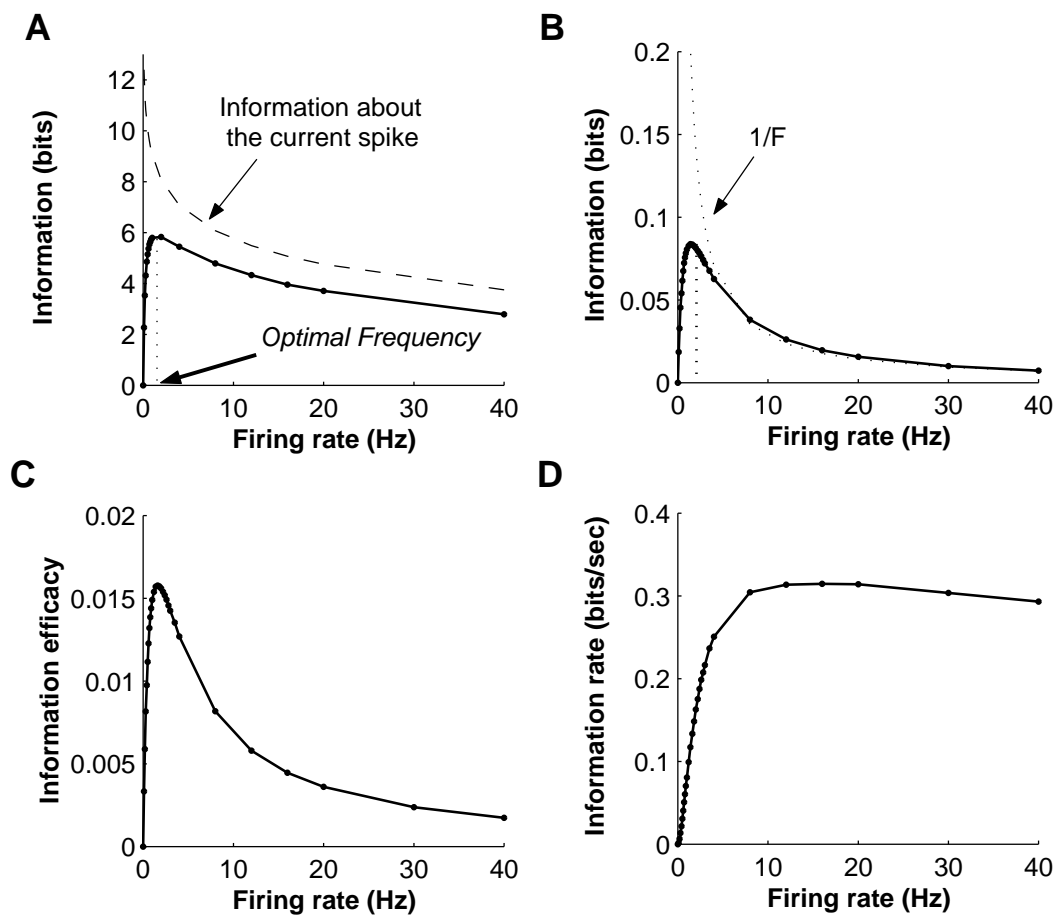 A
12
10
8
6
4
2
0
Information (bits)
Information about
the current spike
Optimal Frequency
0
10
20
30
40
Firing rate (Hz)
B
0.2
0.15
0.1
0.05
0
Information (bits)
1/F
0
10
20
30
40
Firing rate (Hz)
C
0.02
0.015
0.01
0.005
0
Information efficacy
0
10
20
30
40
Firing rate (Hz)
D
0.4
0.3
0.2
0.1
0
Information rate (bits/sec)
0
10
20
30
40
Firing rate (Hz)